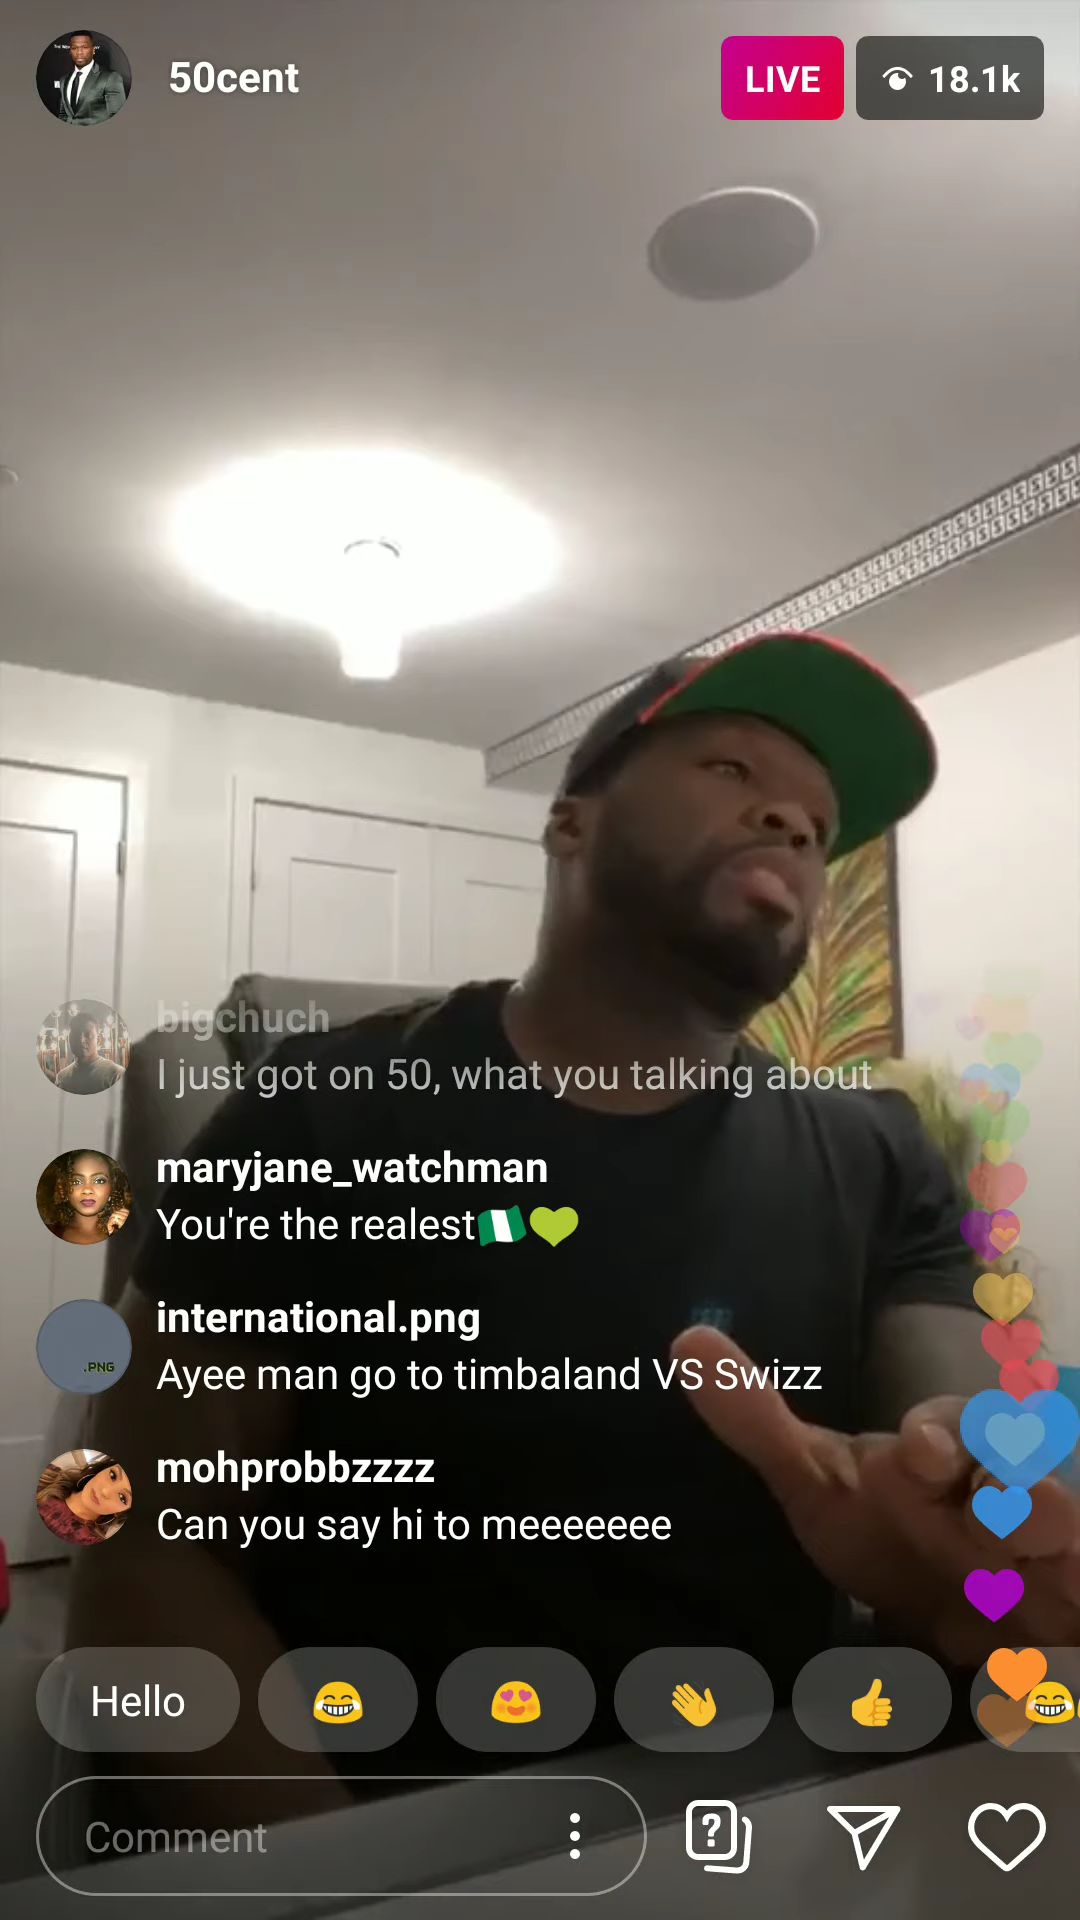 50cent
LIVE
18.1k
bigchuch
I just got on 50, what you talking about
maryjane_watchman
You're the realest🇳🇬💚
international.png
.PNG
Ayee man go to timbaland VS Swizz
mohprobbzzzz
Can you say hi to meeeeeee
Hello 😂 😍 👋 👍 😂
Comment
?